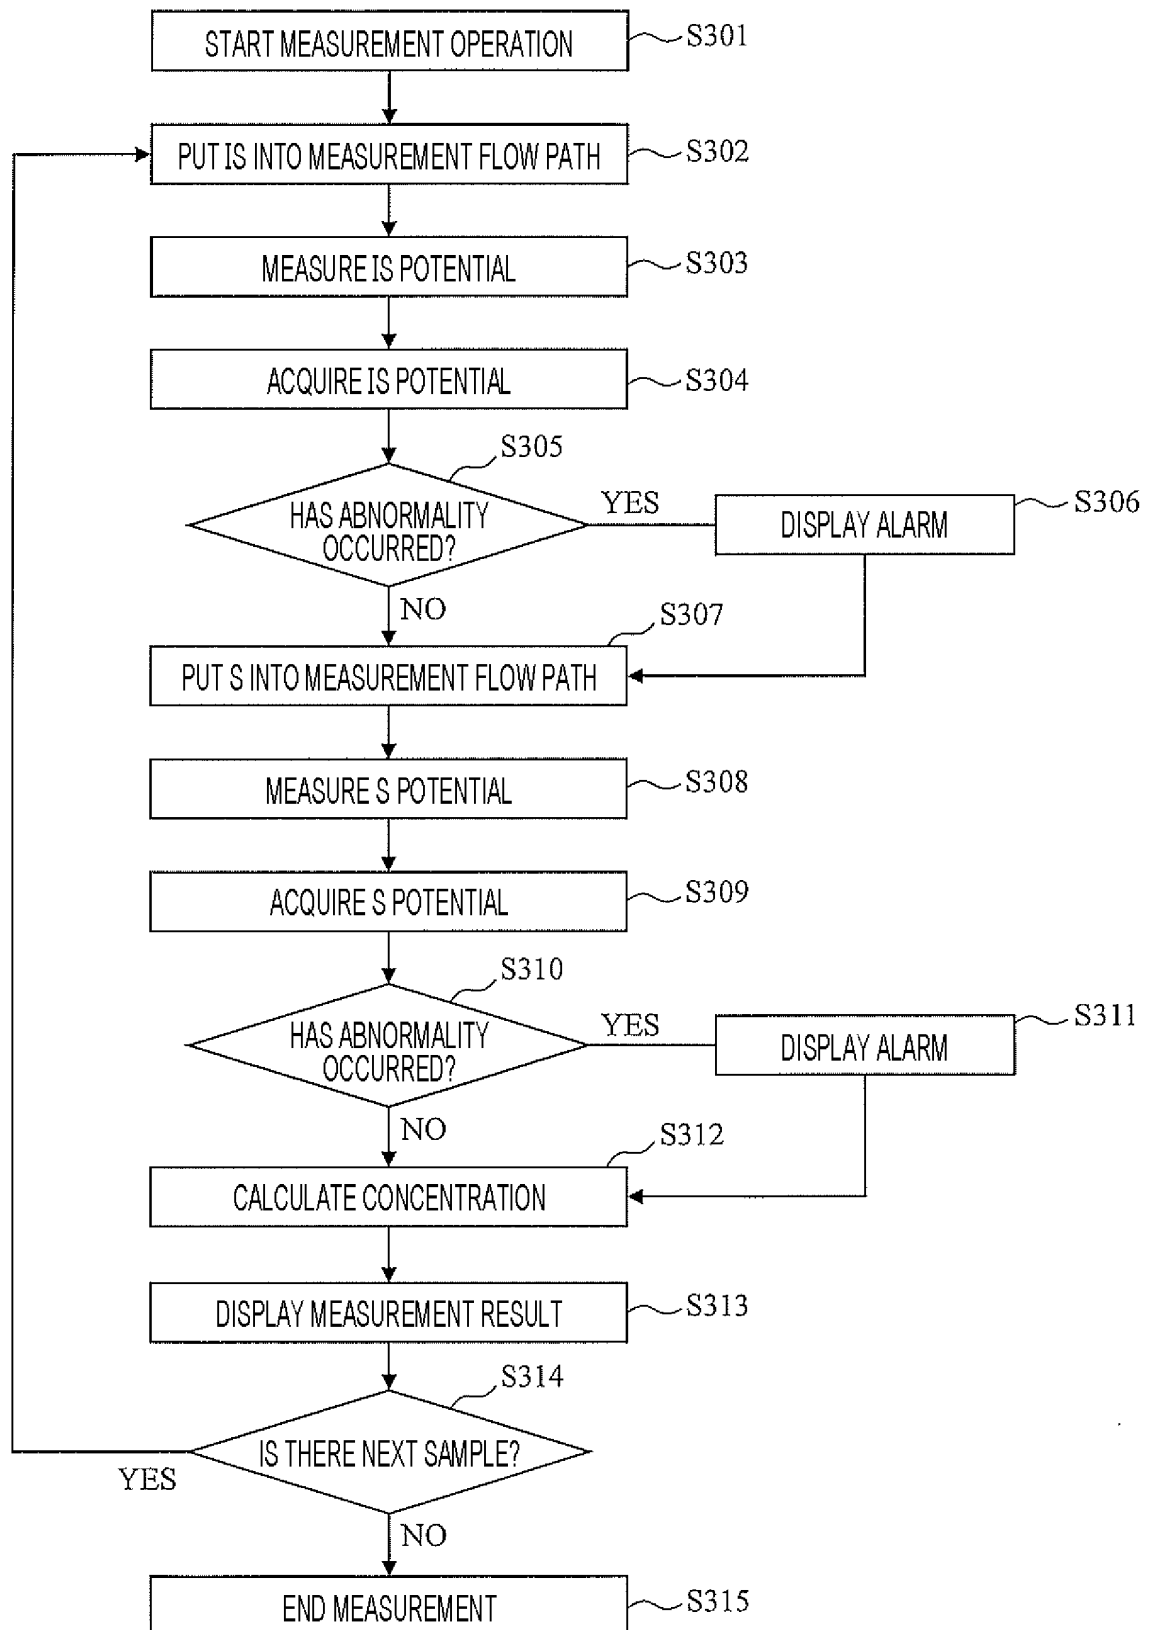 START MEASUREMENT OPERATION
S301
PUT IS INTO MEASUREMENT FLOW PATH
S302
MEASURE IS POTENTIAL
S303
ACQUIRE IS POTENTIAL
S304
S305
HAS ABNORMALITY
OCCURRED?
YES
DISPLAY ALARM
S306
NO
S307
PUT S INTO MEASUREMENT FLOW PATH
MEASURE S POTENTIAL
S308
ACQUIRE S POTENTIAL
S309
S310
HAS ABNORMALITY
OCCURRED?
YES
DISPLAY ALARM
S311
NO
S312
CALCULATE CONCENTRATION
DISPLAY MEASUREMENT RESULT
S313
S314
IS THERE NEXT SAMPLE?
YES
NO
END MEASUREMENT
S315